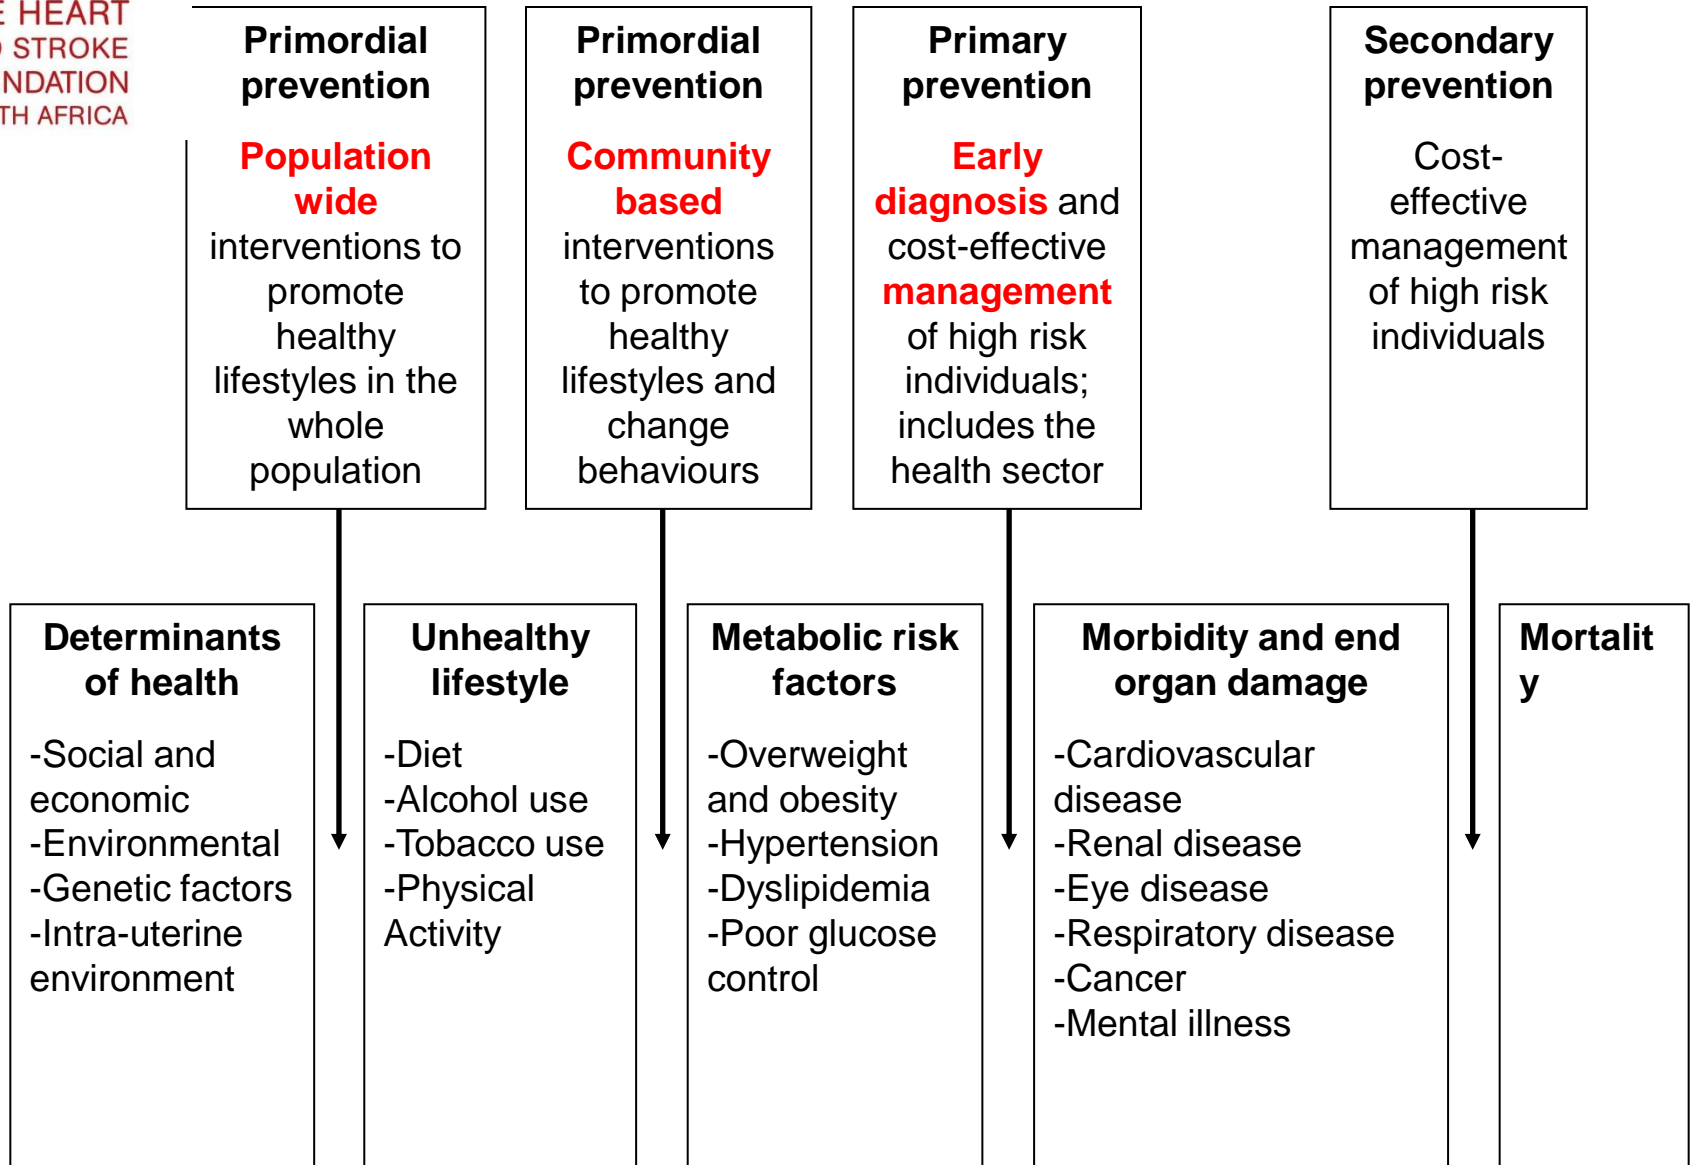 E HEART
STROKE
NDATION
TH AFRICA
Primordial
prevention
Population
wide
interventions to
promote
healthy
lifestyles in the
whole
population
Primordial
prevention
Community
based
interventions
to promote
healthy
lifestyles and
change
behaviours
Primary
prevention
Early
diagnosis and
cost-effective
management
of high risk
individuals;
includes the
health sector
Secondary
prevention
Cost-
effective
management
of high risk
individuals
Determinants
of health
-Social and
economic
-Environmental
-Genetic factors
-Intra-uterine
environment
Unhealthy
lifestyle
-Diet
-Alcohol use
-Tobacco use
-Physical
Activity
Metabolic risk
factors
-Overweight
and obesity
-Hypertension
-Dyslipidemia
-Poor glucose
control
Morbidity and end
organ damage
-Cardiovascular
disease
-Renal disease
-Eye disease
-Respiratory disease
-Cancer
-Mental illness
Mortalit
y